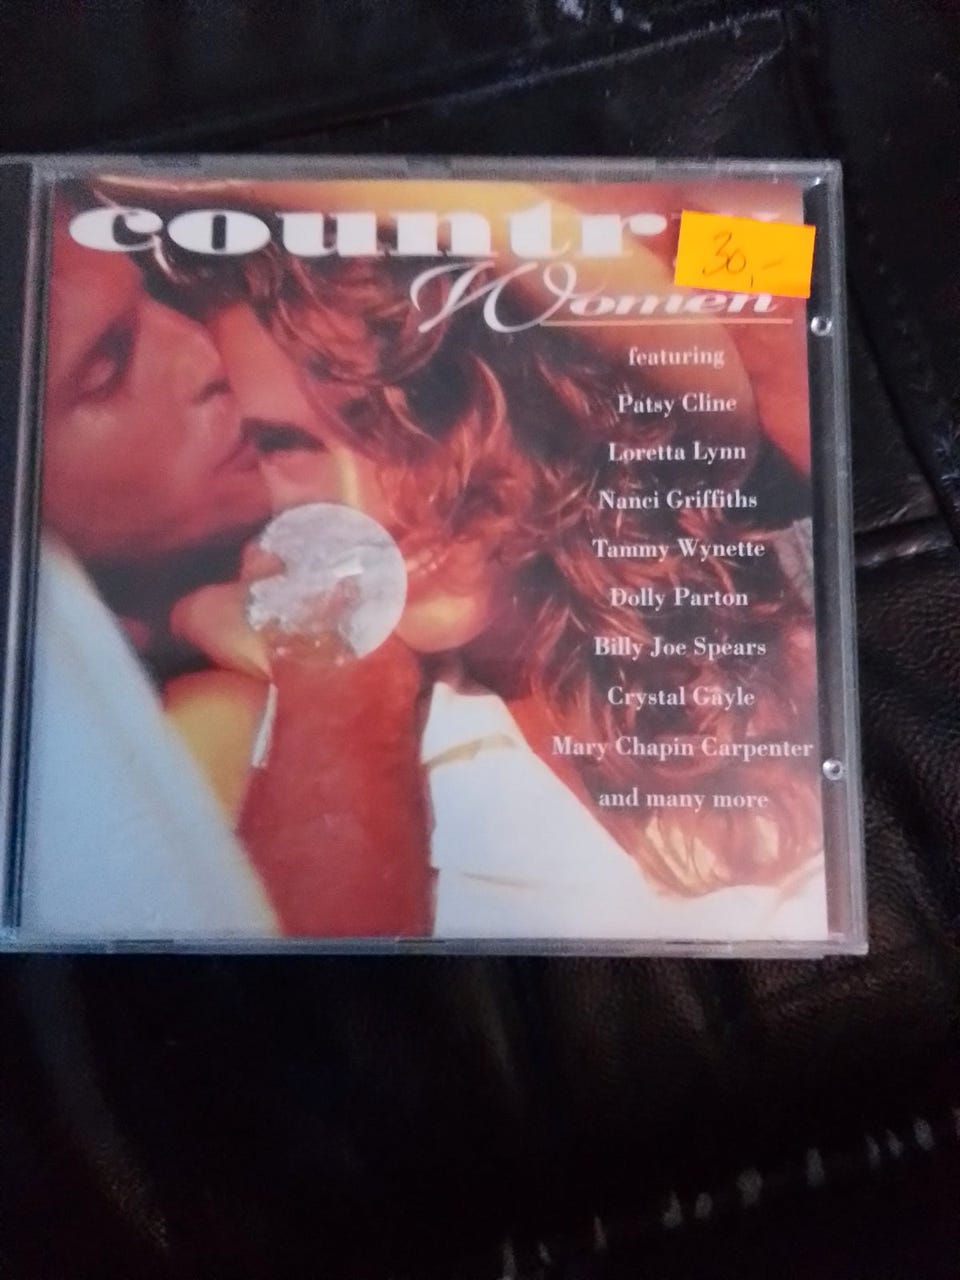 countr
30,-
Women
featuring
Patsy Cline
Loretta Lynn
Nanci Griffiths
Tammy Wynette
Dolly Parton
Billy Joe Spears
Crystal Gayle
Mary Chapin Carpenter
and many more